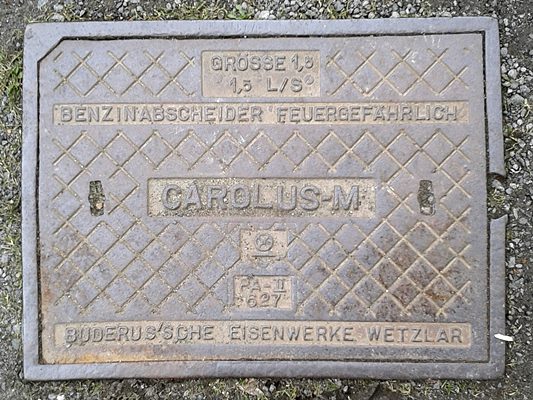 GRÖSSE 1,5
1,5 L/S
BENZINABSCHEIDER FEUERGEFÄHRLICH
CAROLUS-M
PA-II
627
BUDERUS'SCHE EISENWERKE WETZLAR